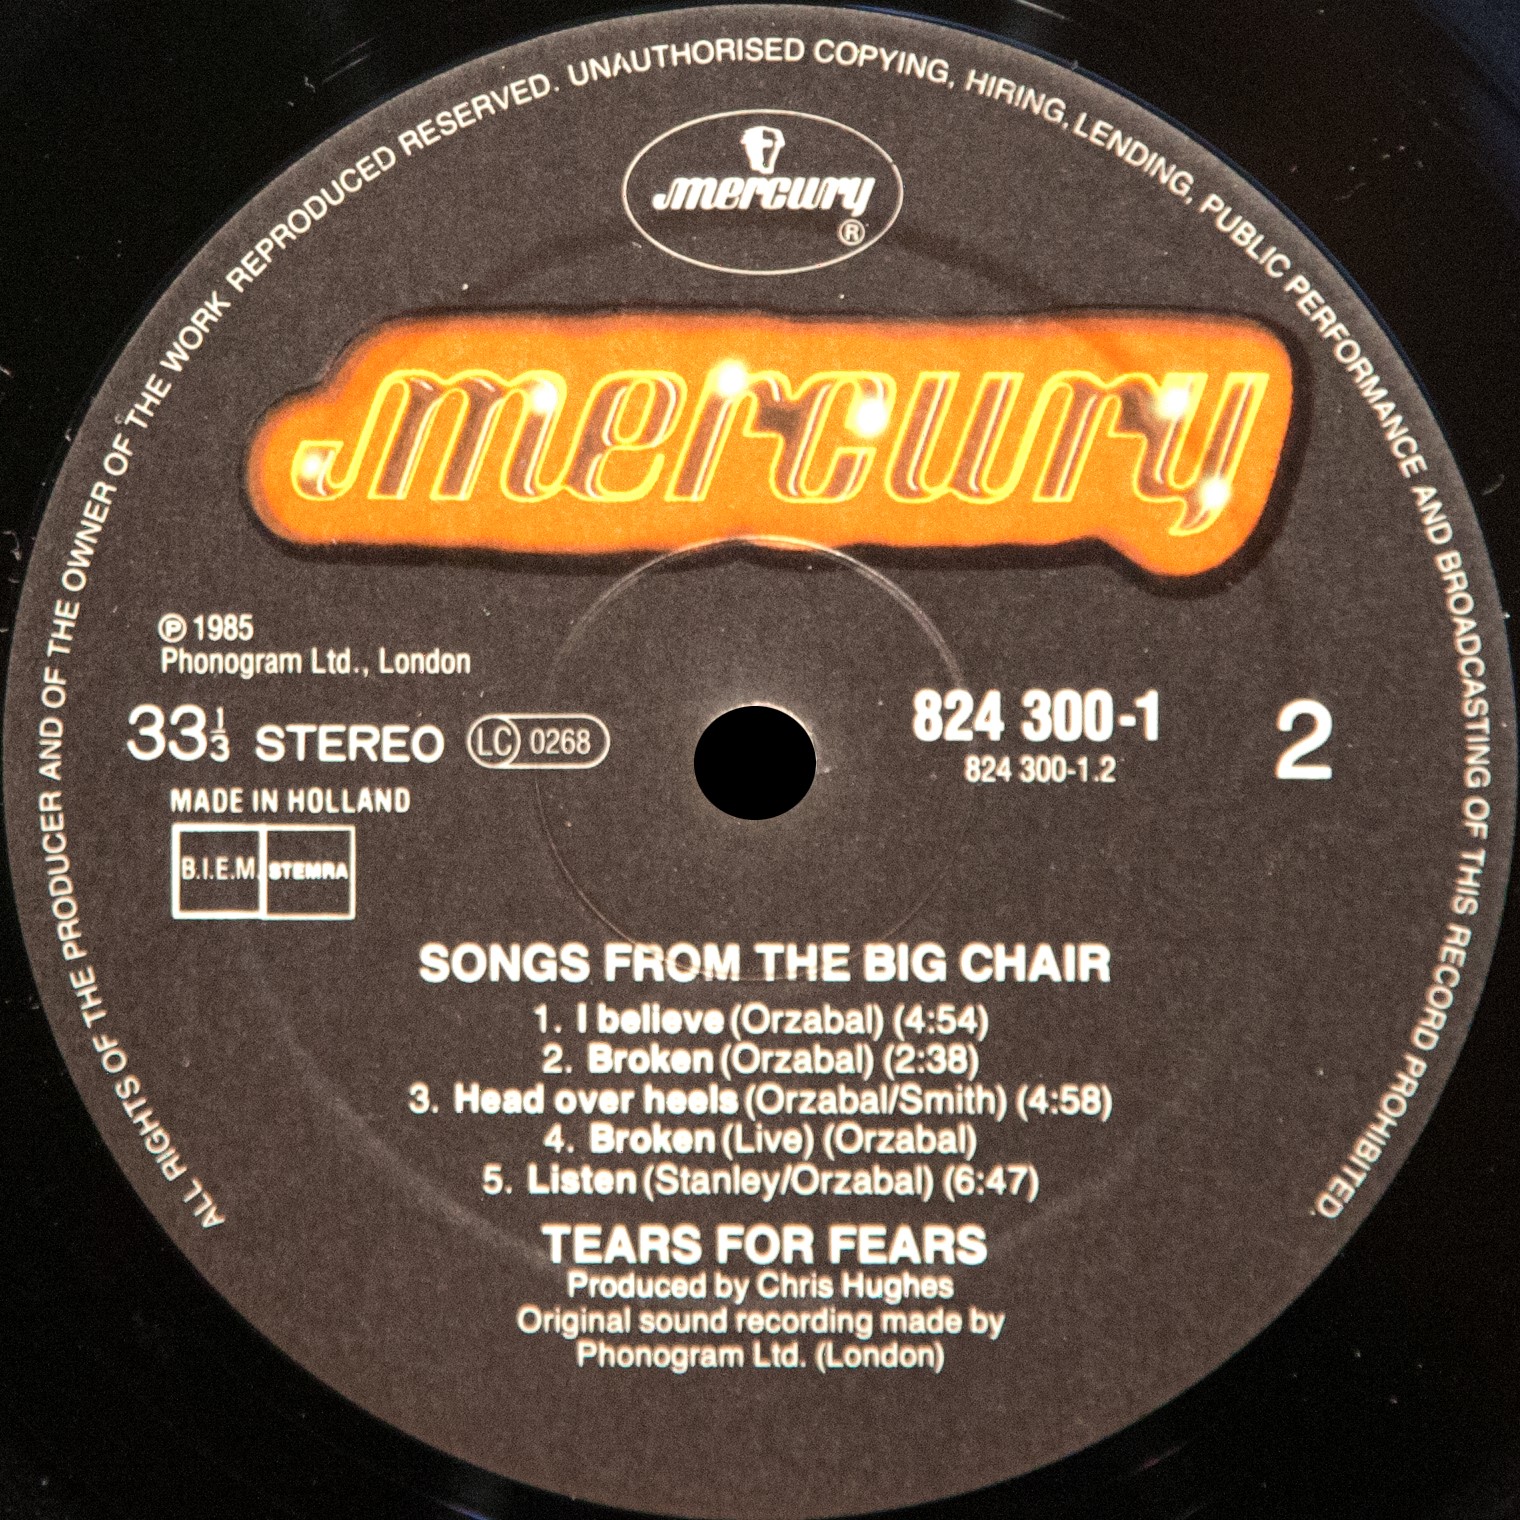 ALL RIGHTS OF THE PRODUCER AND OF THE OWNER OF THE WORK REPRODUCED RESERVED. UNAUTHORISED COPYING, HIRING, LENDING, PUBLIC PERFORMANCE AND BROADCASTING OF THIS RECORD PROHIBITED.
mercury
®
mercury
℗ 1985
Phonogram Ltd., London
33⅓ STEREO LC 0268
MADE IN HOLLAND
B.I.E.M. STEMRA
824 300-1 2
824 300-1.2
SONGS FROM THE BIG CHAIR
1. I believe (Orzabal) (4:54)
2. Broken (Orzabal) (2:38)
3. Head over heels (Orzabal/Smith) (4:58)
4. Broken (Live) (Orzabal)
5. Listen (Stanley/Orzabal) (6:47)
TEARS FOR FEARS
Produced by Chris Hughes
Original sound recording made by
Phonogram Ltd. (London)